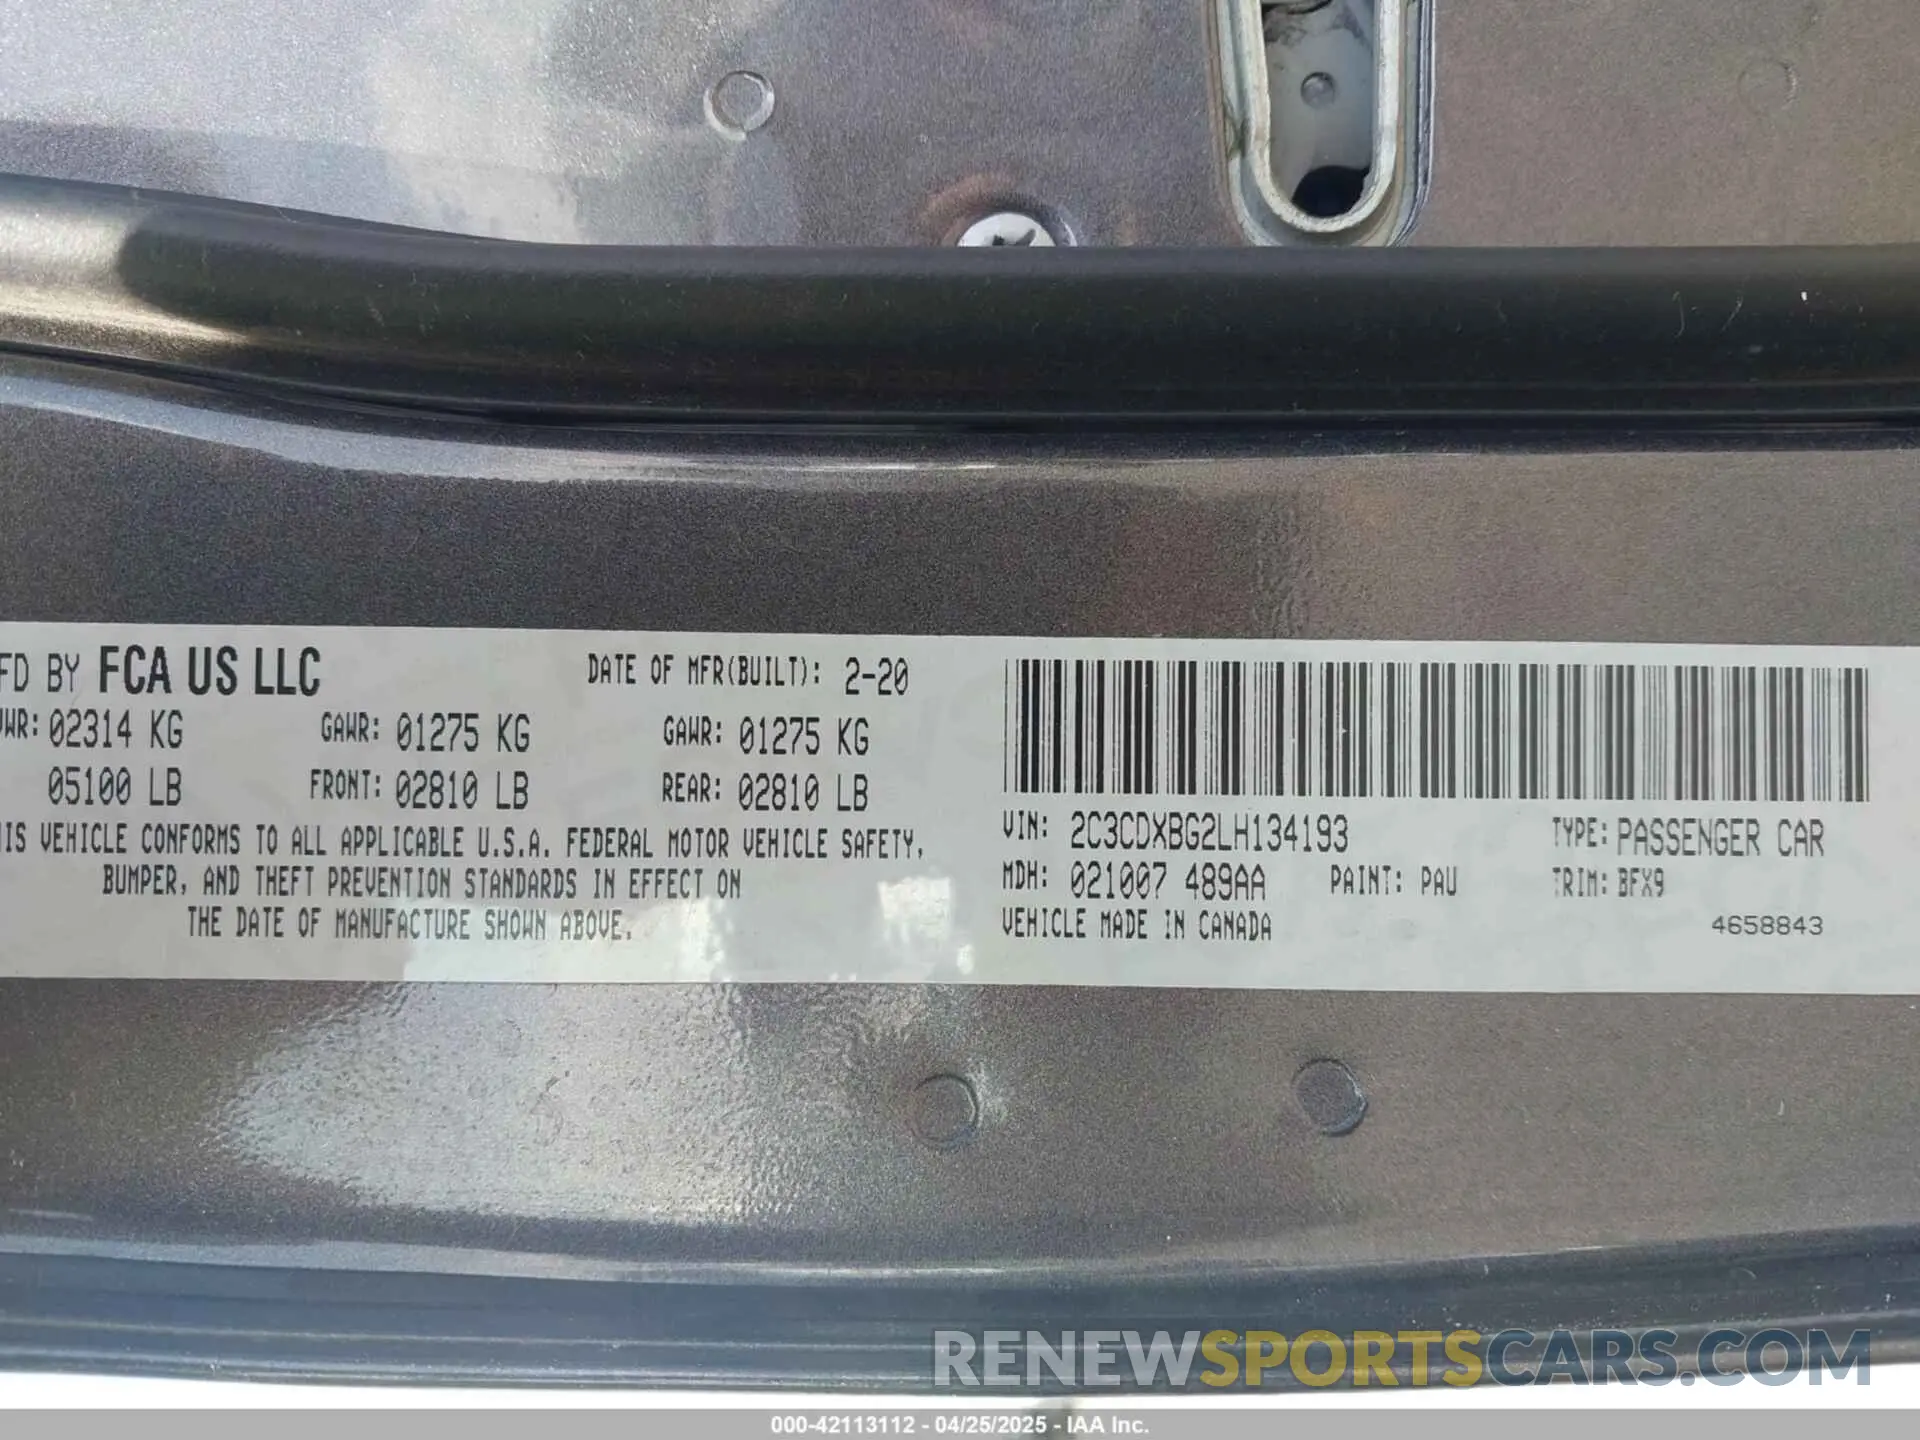 FD BY FCA US LLC DATE OF MFR(BUILT): 2-20
WR: 02314 KG GAWR: 01275 KG GAWR: 01275 KG
05100 LB FRONT: 02810 LB REAR: 02810 LB
IS VEHICLE CONFORMS TO ALL APPLICABLE U.S.A. FEDERAL MOTOR VEHICLE SAFETY,
BUMPER, AND THEFT PREVENTION STANDARDS IN EFFECT ON
THE DATE OF MANUFACTURE SHOWN ABOVE.
VIN: 2C3CDXBG2LH134193 TYPE: PASSENGER CAR
MDH: 021007 489AA PAINT: PAU TRIM: BFX9
VEHICLE MADE IN CANADA 4658843
RENEWSPORTSCARS.COM
000-42113112 - 04/25/2025 - IAA Inc.